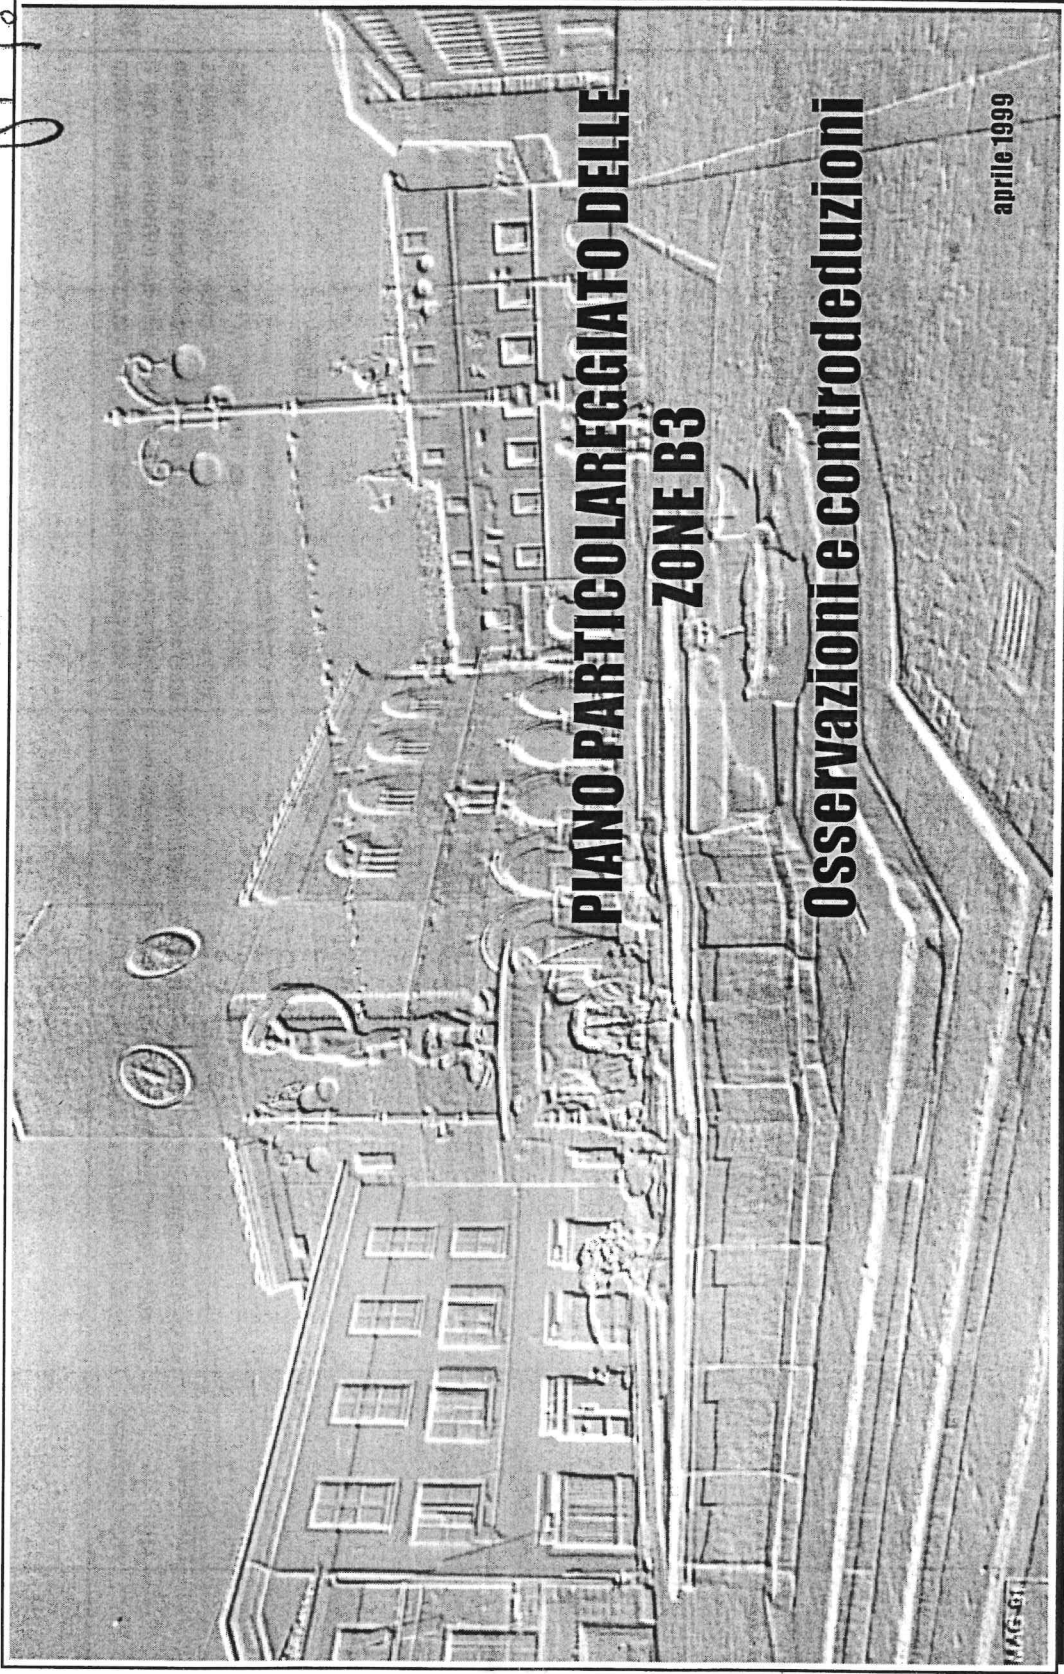 PIANO PARTICOLAREGGIATO DELLE
ZONE B3
Osservazioni e controdeduzioni
aprile 1999